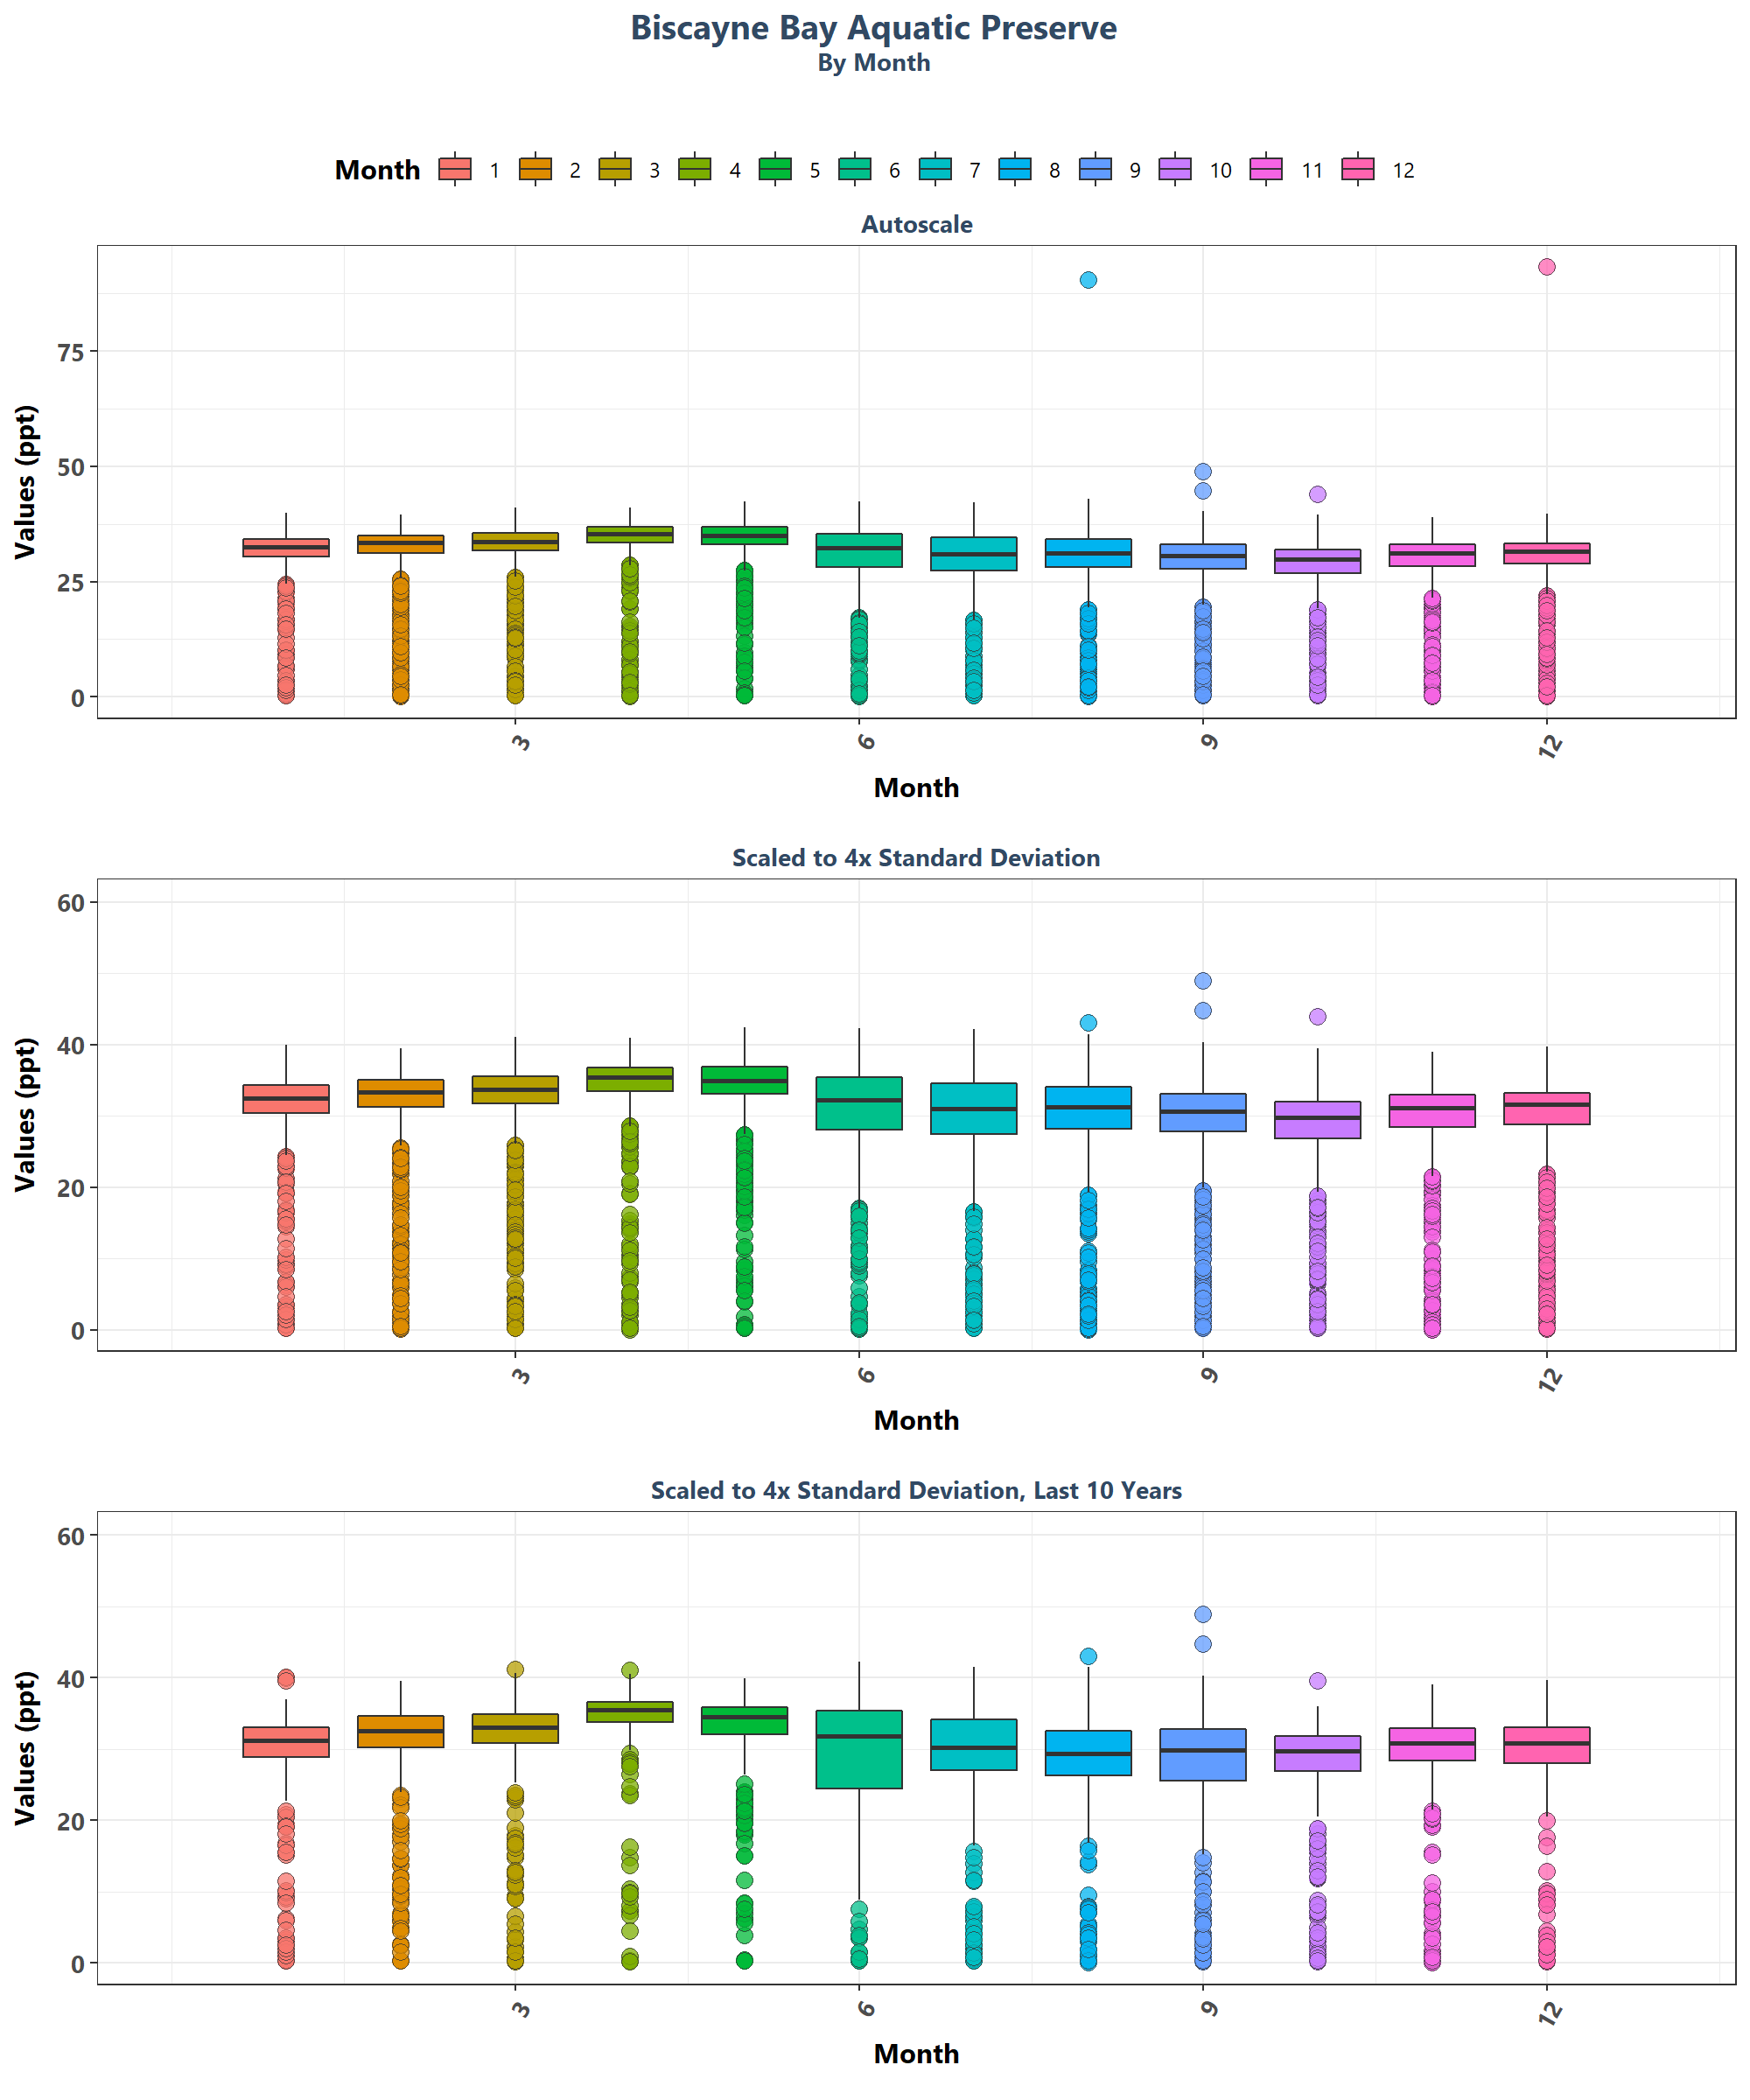 Biscayne Bay Aquatic Preserve
By Month
Month 1 2 3 4 5 6 7 8 9 10 11 12
Autoscale
Values (ppt)
75
50
25
0
3 6 9 12
Month
Scaled to 4x Standard Deviation
Values (ppt)
60
40
20
0
3 6 9 12
Month
Scaled to 4x Standard Deviation, Last 10 Years
Values (ppt)
60
40
20
0
3 6 9 12
Month